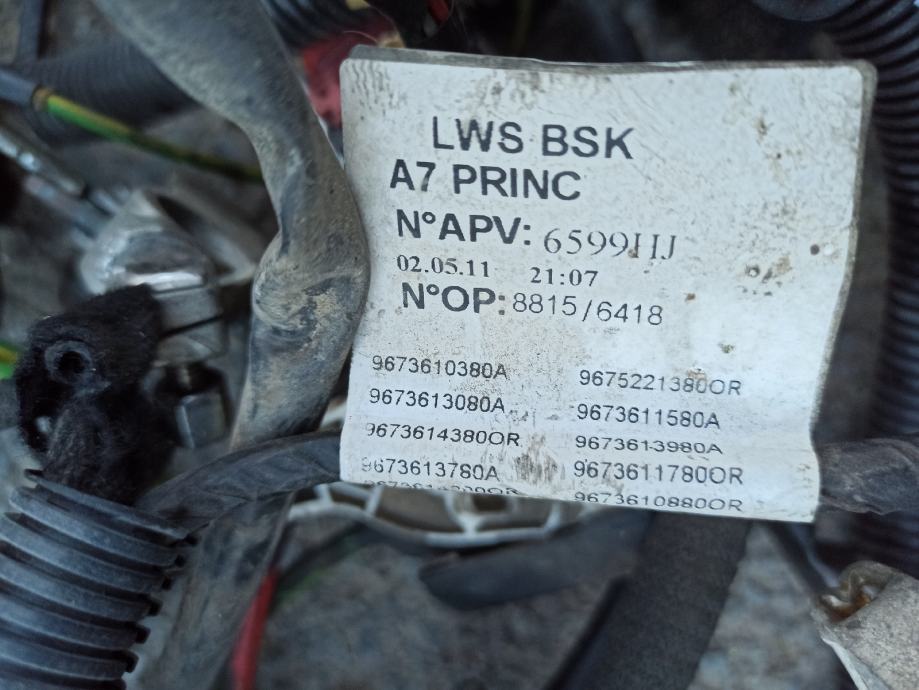 LWS BSK
A7 PRINC
N°APV: 6599HJ
02.05.11 21:07
N°OP: 8815/6418
9673610380A 9675221380OR
9673613080A 9673611580A
9673614380OR 9673613980A
9673613780A 9673611780OR
9673610880OR